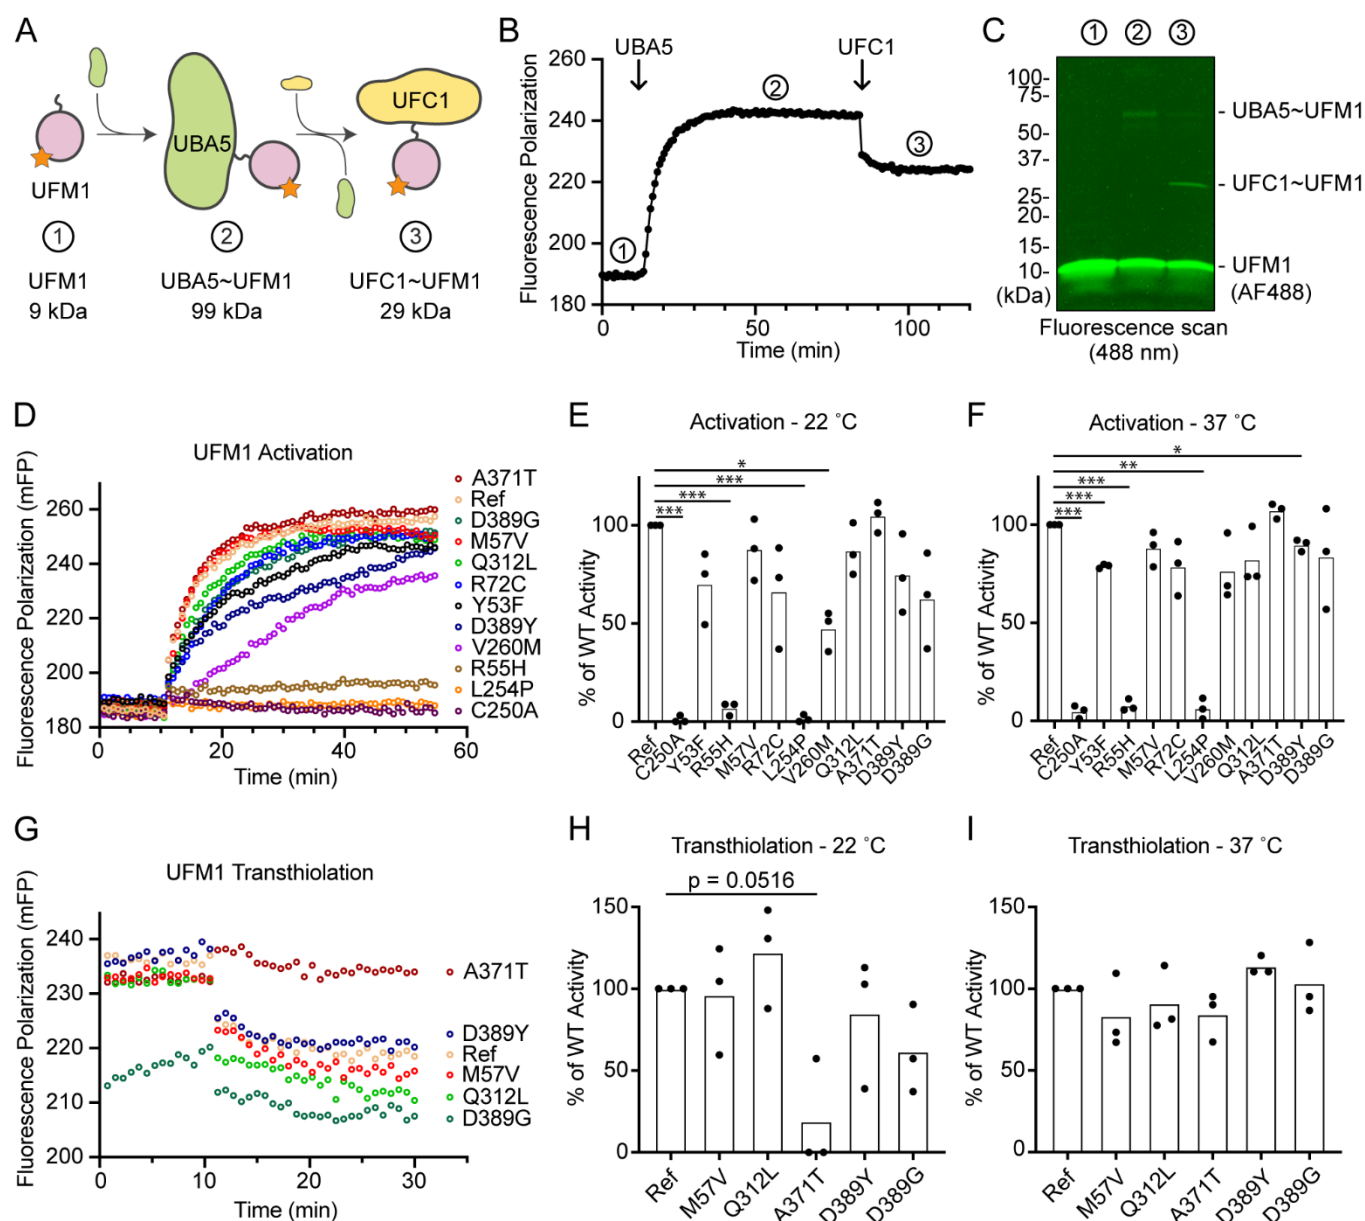 A
UFM1
UBA5
UFC1
1
2
3
UFM1
9 kDa
UBA5~UFM1
99 kDa
UFC1~UFM1
29 kDa
B
UBA5
UFC1
Fluorescence Polarization
260
240
220
200
180
1
2
3
0
50
100
Time (min)
C
1
2
3
100-
75-
50-
37-
25-
20-
15-
10-
(kDa)
- UBA5~UFM1
- UFC1~UFM1
- UFM1
(AF488)
Fluorescence scan
(488 nm)
D
UFM1 Activation
Fluorescence Polarization (mFP)
260
240
220
200
180
0
20
40
60
Time (min)
A371T
Ref
D389G
M57V
Q312L
R72C
Y53F
D389Y
V260M
R55H
L254P
C250A
E
Activation - 22 °C
% of WT Activity
100
50
0
*
***
***
***
Ref
C250A
Y53F
R55H
M57V
R72C
L254P
V260M
Q312L
A371T
D389Y
D389G
F
Activation - 37 °C
% of WT Activity
100
50
0
*
**
***
***
***
Ref
C250A
Y53F
R55H
M57V
R72C
L254P
V260M
Q312L
A371T
D389Y
D389G
G
UFM1 Transthiolation
Fluorescence Polarization (mFP)
240
230
220
210
200
0
10
20
30
Time (min)
A371T
D389Y
Ref
M57V
Q312L
D389G
H
Transthiolation - 22 °C
p = 0.0516
% of WT Activity
150
100
50
0
Ref
M57V
Q312L
A371T
D389Y
D389G
I
Transthiolation - 37 °C
% of WT Activity
150
100
50
0
Ref
M57V
Q312L
A371T
D389Y
D389G